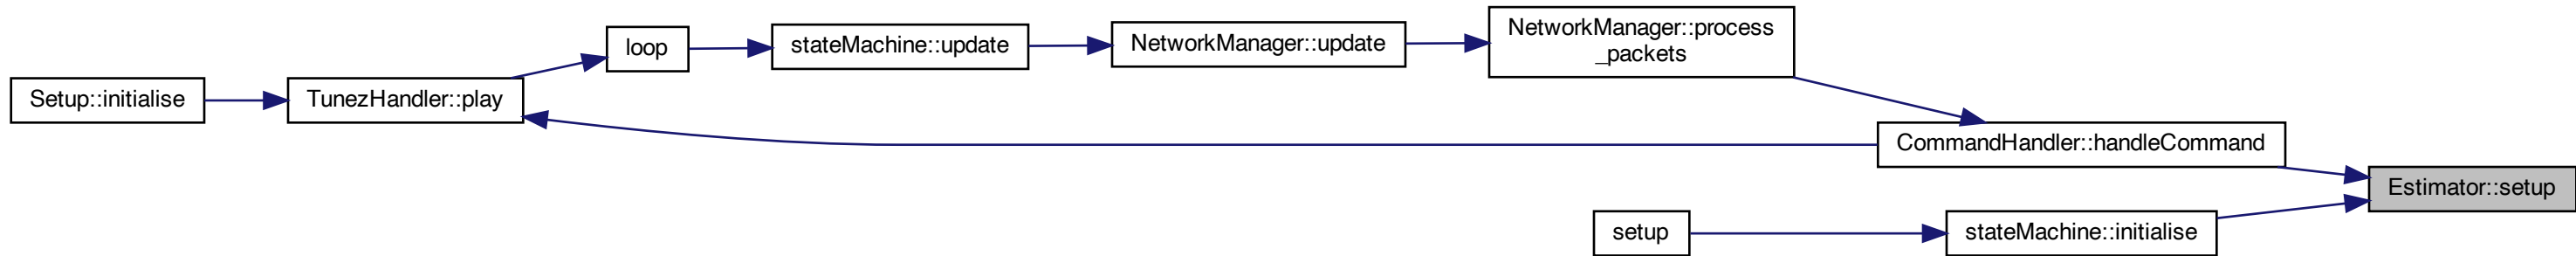 Setup::initialise
TunezHandler::play
loop
stateMachine::update
NetworkManager::update
NetworkManager::process
_packets
CommandHandler::handleCommand
Estimator::setup
setup
stateMachine::initialise